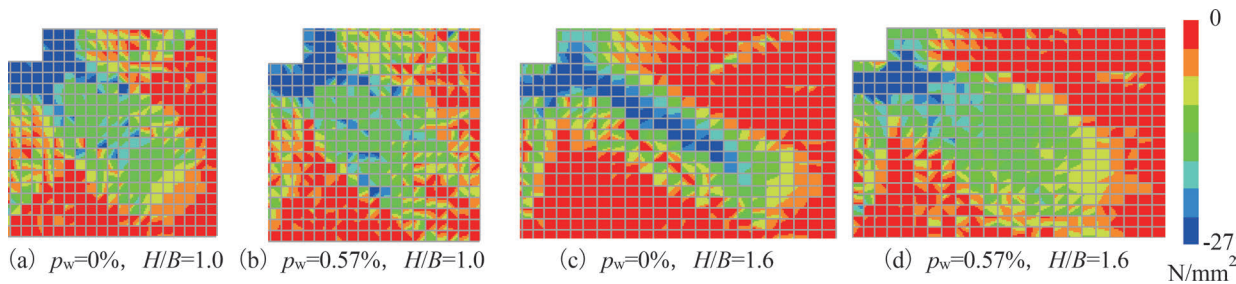 0
-27
N/mm²
(a) pw=0%, H/B=1.0
(b) pw=0.57%, H/B=1.0
(c) pw=0%, H/B=1.6
(d) pw=0.57%, H/B=1.6